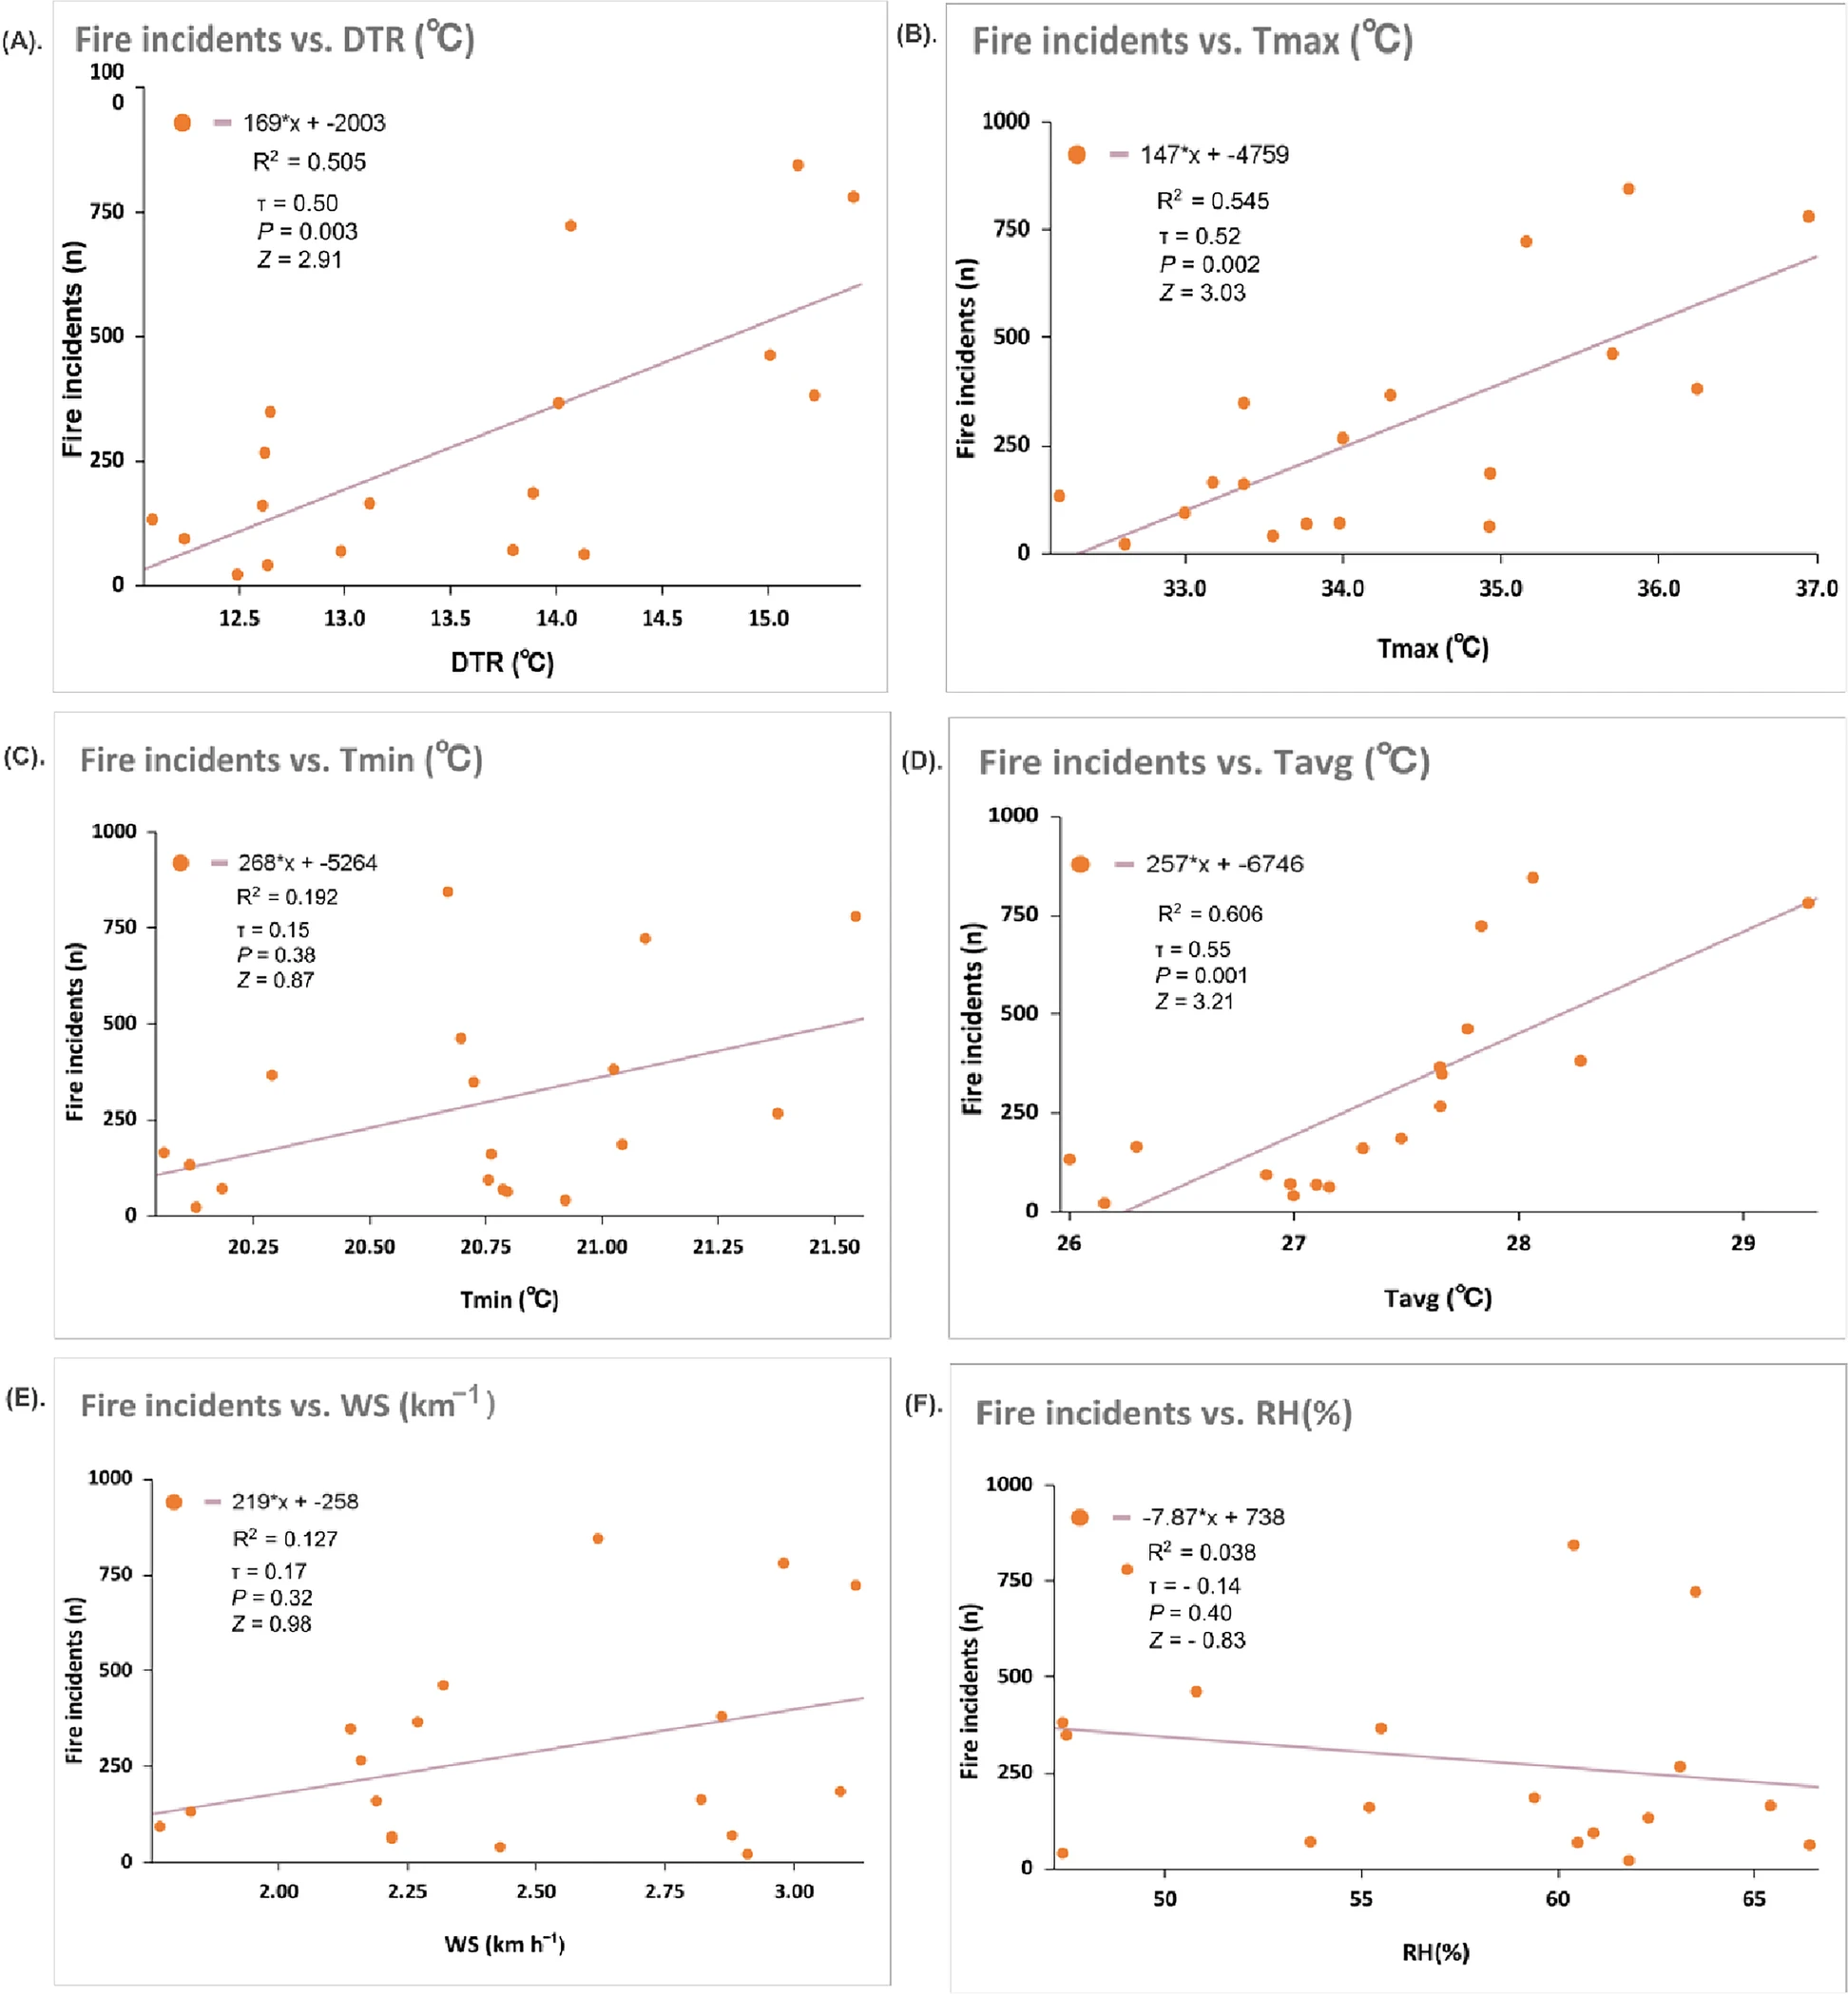 (A).
Fire incidents vs. DTR (℃)
100
0
169*x + -2003
R² = 0.505
τ = 0.50
P = 0.003
Z = 2.91
750
500
250
0
Fire incidents (n)
12.5 13.0 13.5 14.0 14.5 15.0
DTR (℃)
(B).
Fire incidents vs. Tmax (℃)
1000
147*x + -4759
R² = 0.545
τ = 0.52
P = 0.002
Z = 3.03
750
500
250
0
Fire incidents (n)
33.0 34.0 35.0 36.0 37.0
Tmax (℃)
(C).
Fire incidents vs. Tmin (℃)
1000
268*x + -5264
R² = 0.192
τ = 0.15
P = 0.38
Z = 0.87
750
500
250
0
Fire incidents (n)
20.25 20.50 20.75 21.00 21.25 21.50
Tmin (℃)
(D).
Fire incidents vs. Tavg (℃)
1000
257*x + -6746
R² = 0.606
τ = 0.55
P = 0.001
Z = 3.21
750
500
250
0
Fire incidents (n)
26 27 28 29
Tavg (℃)
(E).
Fire incidents vs. WS (km⁻¹)
1000
219*x + -258
R² = 0.127
τ = 0.17
P = 0.32
Z = 0.98
750
500
250
0
Fire incidents (n)
2.00 2.25 2.50 2.75 3.00
WS (km h⁻¹)
(F).
Fire incidents vs. RH(%)
1000
-7.87*x + 738
R² = 0.038
τ = - 0.14
P = 0.40
Z = - 0.83
750
500
250
0
Fire incidents (n)
50 55 60 65
RH(%)